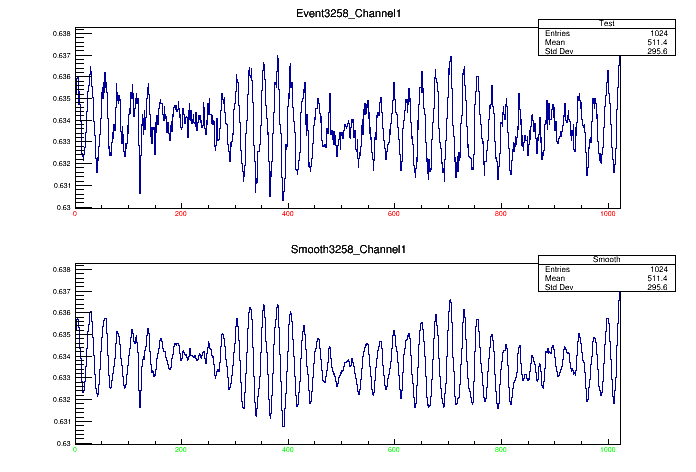 Event3258_Channel1
Test
Entries 1024
Mean 511.4
Std Dev 295.6
0.638
0.637
0.636
0.635
0.634
0.633
0.632
0.631
0.63
0 200 400 600 800 1000
Smooth3258_Channel1
Smooth
Entries 1024
Mean 511.4
Std Dev 295.6
0.638
0.637
0.636
0.635
0.634
0.633
0.632
0.631
0.63
0 200 400 600 800 1000